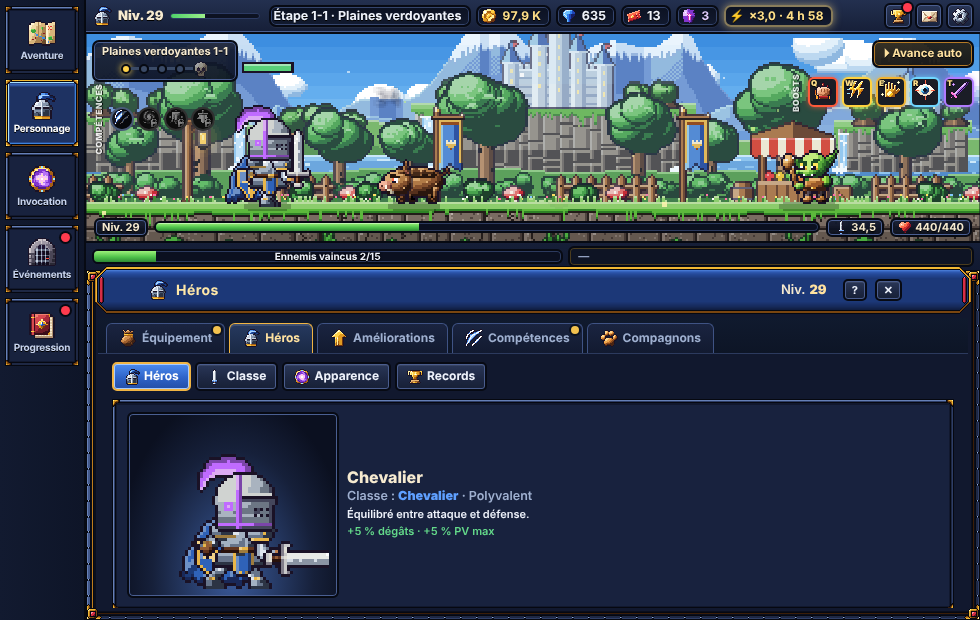 Aventure
Personnage
Invocation
Événements
Progression
Niv. 29
Étape 1-1 · Plaines verdoyantes
97,9 K
635
13
3
×3,0 · 4 h 58
Plaines verdoyantes 1-1
Avance auto
COMPÉTENCES
BOOSTS
Q
W
E
R
T
Niv. 29
34,5
440/440
Ennemis vaincus 2/15
—
Héros
Niv. 29
?
×
Équipement
Héros
Améliorations
Compétences
Compagnons
Héros
Classe
Apparence
Records
Chevalier
Classe : Chevalier · Polyvalent
Équilibré entre attaque et défense.
+5 % dégâts · +5 % PV max